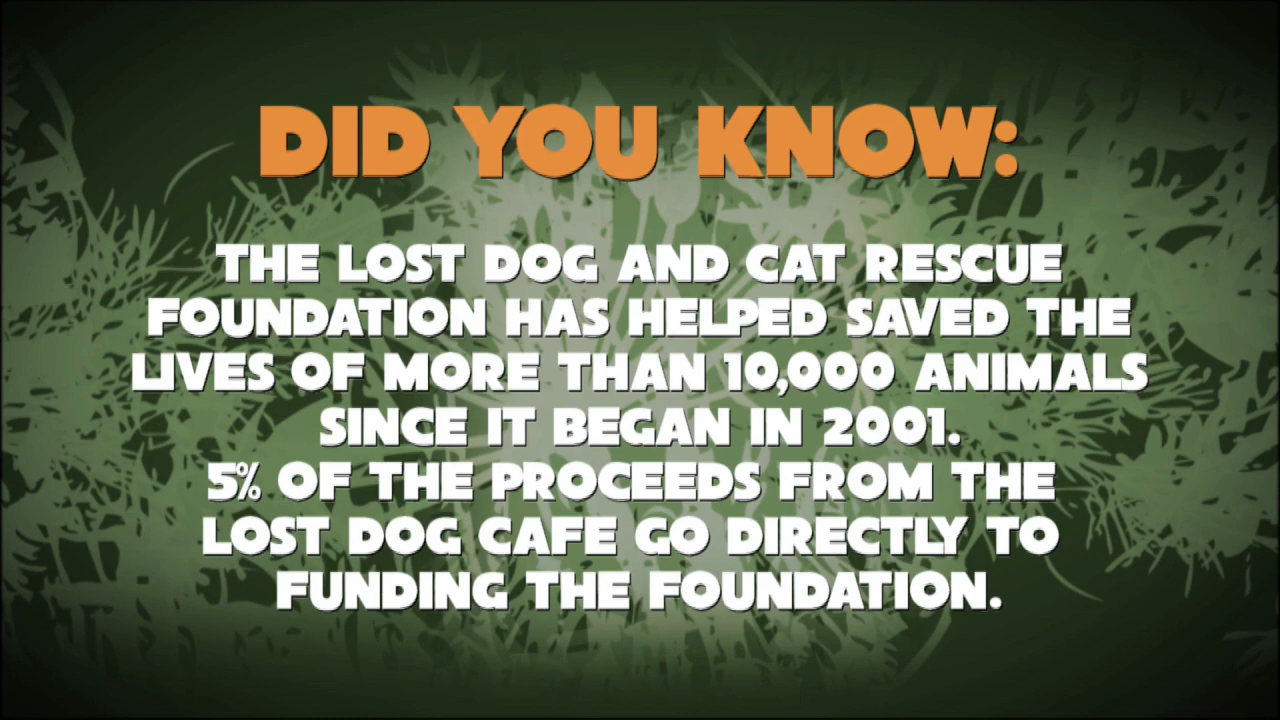 DID YOU KNOW:
THE LOST DOG AND CAT RESCUE
FOUNDATION HAS HELPED SAVED THE
LIVES OF MORE THAN 10,000 ANIMALS
SINCE IT BEGAN IN 2001.
5% OF THE PROCEEDS FROM THE
LOST DOG CAFE GO DIRECTLY TO
FUNDING THE FOUNDATION.